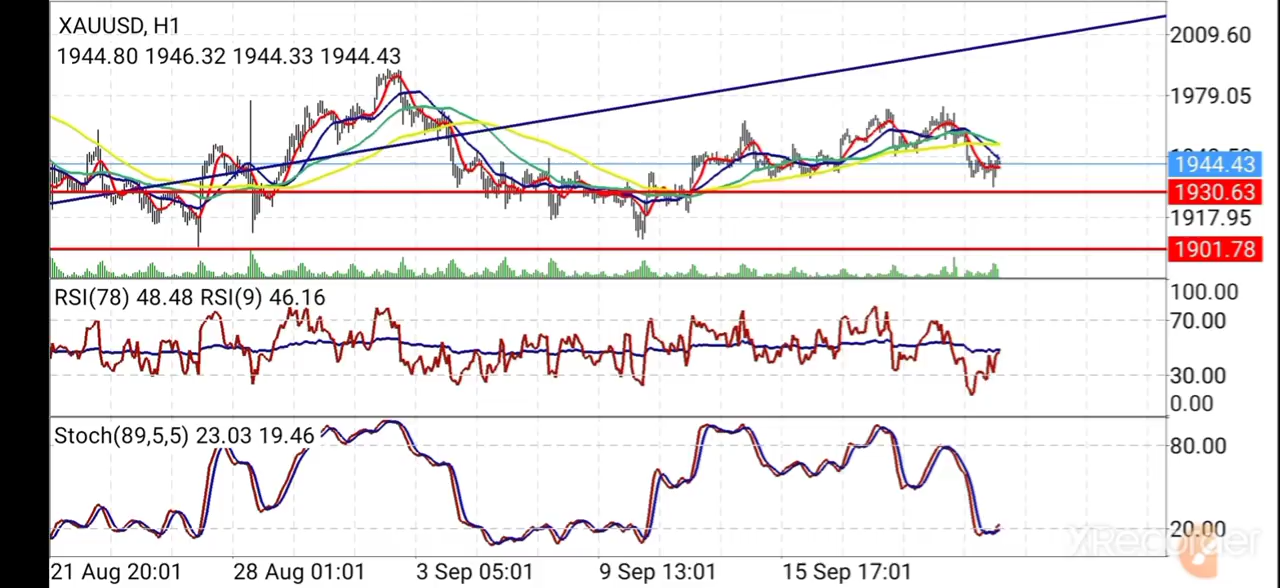 XAUUSD, H1
1944.80 1946.32 1944.33 1944.43
2009.60
1979.05
1944.43
1930.63
1917.95
1901.78
RSI(78) 48.48 RSI(9) 46.16
100.00
70.00
30.00
0.00
Stoch(89,5,5) 23.03 19.46
80.00
20.00
XRecorder
21 Aug 20:01
28 Aug 01:01
3 Sep 05:01
9 Sep 13:01
15 Sep 17:01